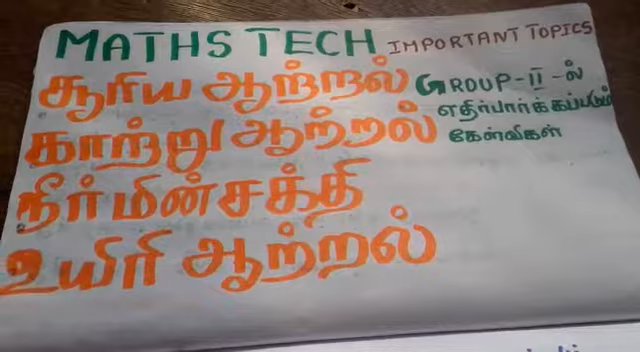 MATHS TECH IMPORTANT TOPICS
சூரிய ஆற்றல் GROUP-II-ல்
எதிர்பார்க்கப்படும்
காற்று ஆற்றல் கேள்விகள்
நீர்மின்சக்தி
உயிரி ஆற்றல்